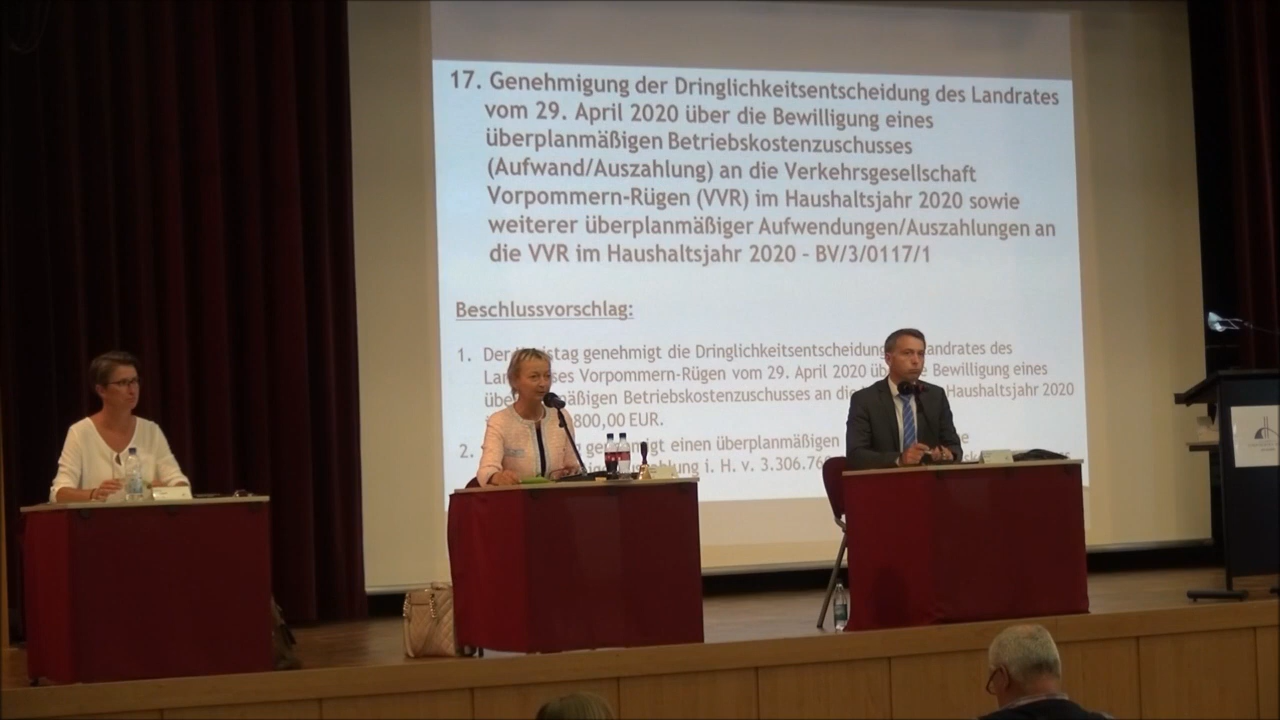 17. Genehmigung der Dringlichkeitsentscheidung des Landrates
vom 29. April 2020 über die Bewilligung eines
überplanmäßigen Betriebskostenzuschusses
(Aufwand/Auszahlung) an die Verkehrsgesellschaft
Vorpommern-Rügen (VVR) im Haushaltsjahr 2020 sowie
weiterer überplanmäßiger Aufwendungen/Auszahlungen an
die VVR im Haushaltsjahr 2020 - BV/3/0117/1
Beschlussvorschlag:
1. Der genehmigt die Dringlichkeitsentscheidung des
Vorpommern-Rügen vom 29. April 2020 Bewilligung eines
Betriebskostenzuschusses an die Haushaltsjahr 2020
800,00 EUR.
2. einen überplanmäßigen
i. H. v. 3.306.76